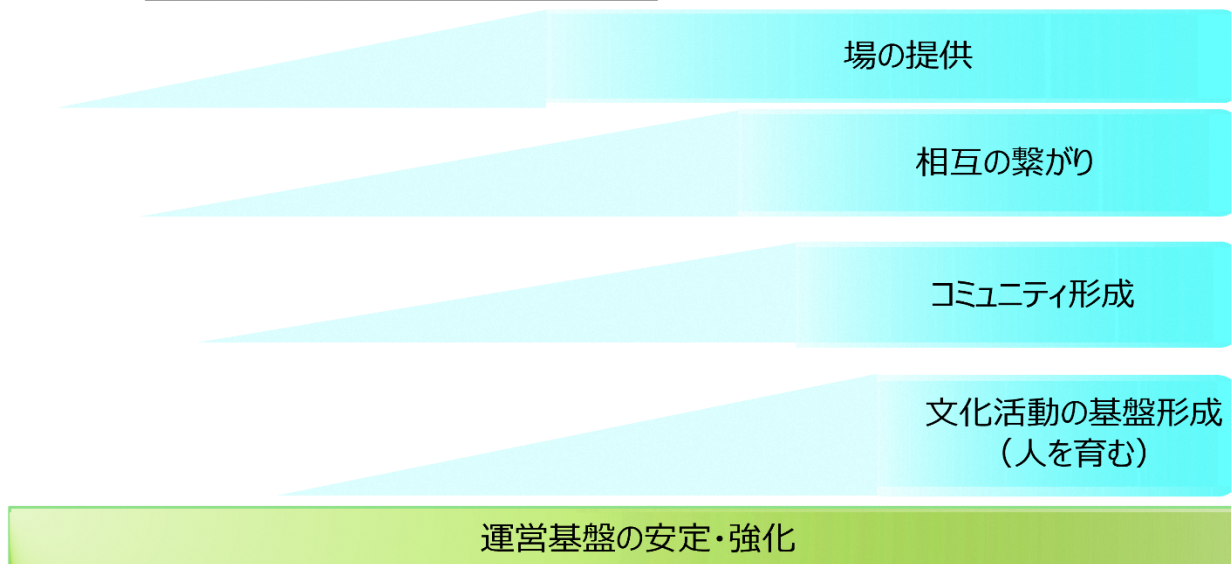 場の提供
相互の繋がり
コミュニティ形成
文化活動の基盤形成
（人を育む）
運営基盤の安定・強化